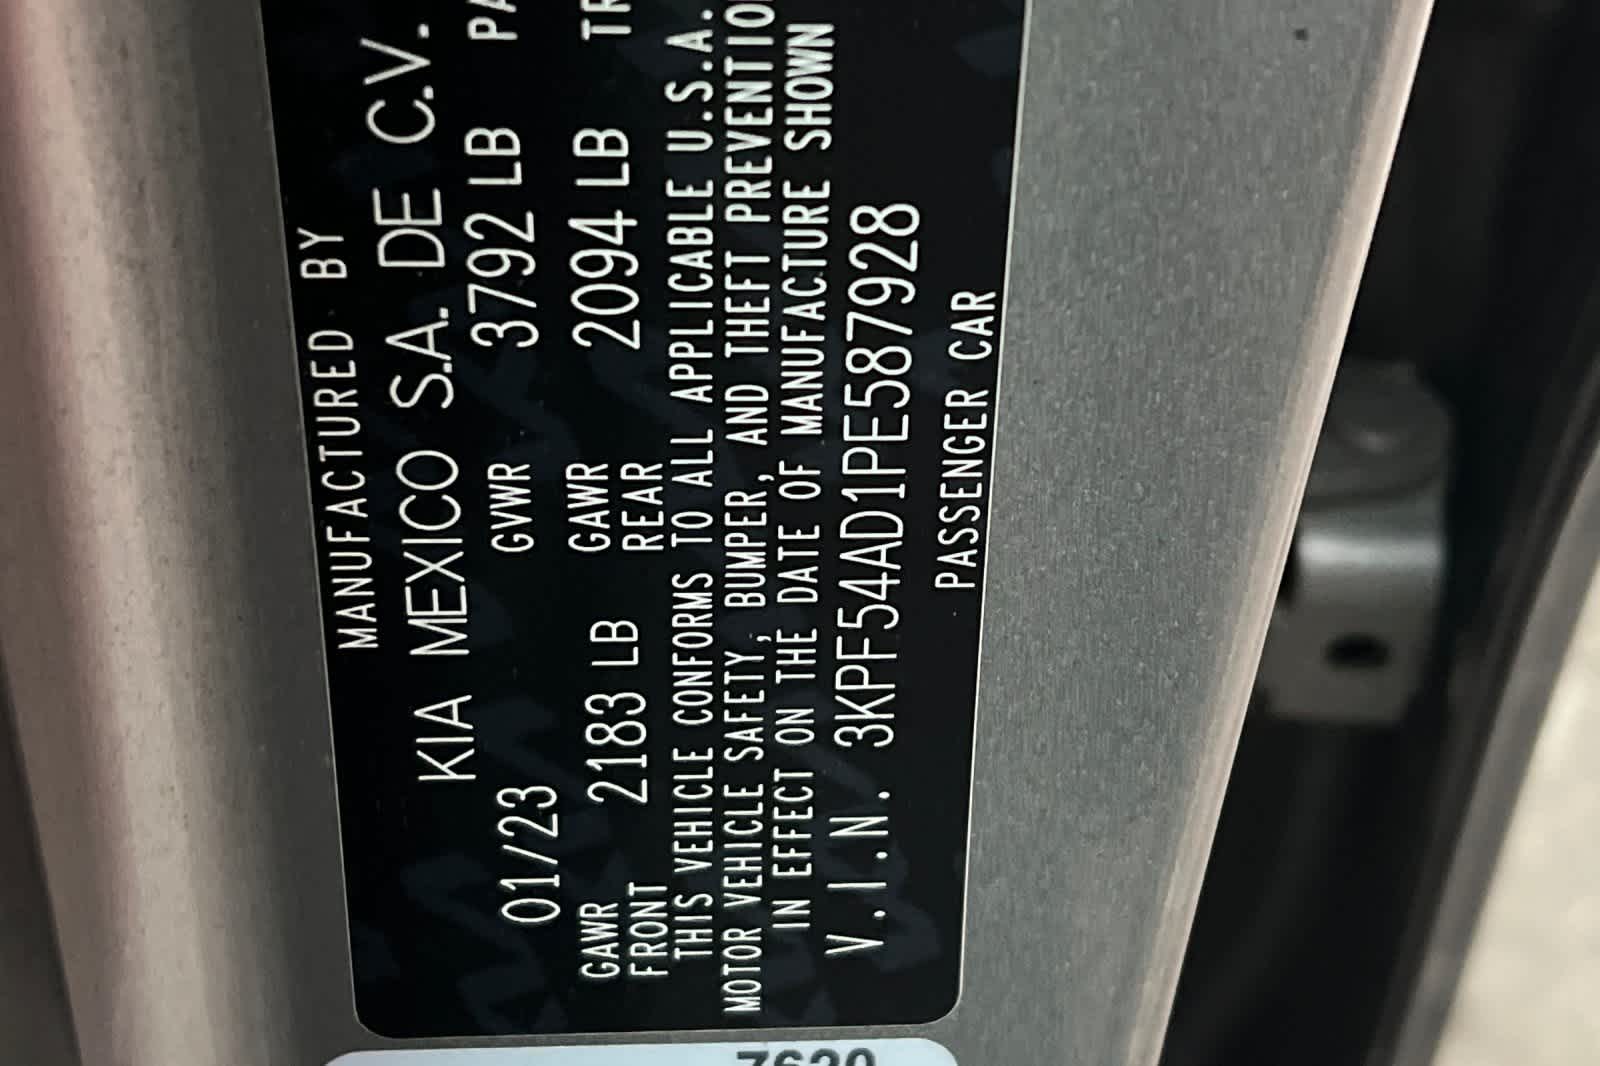 MANUFACTURED BY
KIA MEXICO S.A. DE C.V.
01/23 GVWR 3792 LB
GAWR FRONT 2183 LB GAWR REAR 2094 LB
THIS VEHICLE CONFORMS TO ALL APPLICABLE U.S.A.
MOTOR VEHICLE SAFETY, BUMPER, AND THEFT PREVENTIO
IN EFFECT ON THE DATE OF MANUFACTURE SHOWN
V.I.N. 3KPF54AD1PE587928
PASSENGER CAR